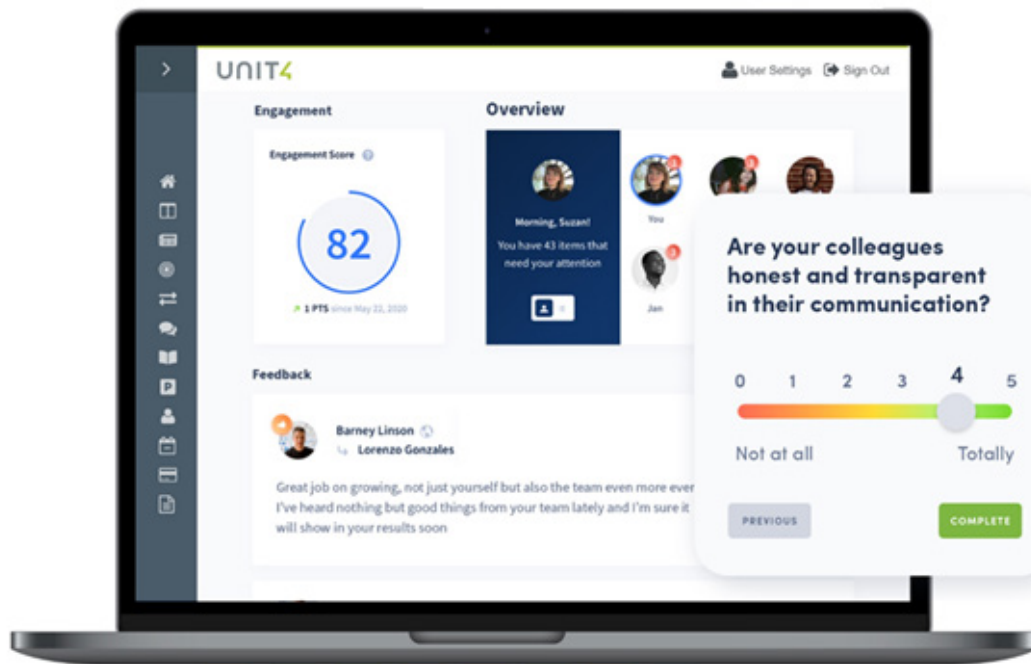 UNIT4
User Settings
Sign Out
Engagement
Overview
Engagement Score
82
1 PTS since May 22, 2020
Morning, Suzan!
You have 43 items that
need your attention
You
Jan
3
3
Feedback
Barney Linson
Lorenzo Gonzales
Great job on growing, not just yourself but also the team even more ever
I've heard nothing but good things from your team lately and I'm sure it
will show in your results soon
P
Are your colleagues
honest and transparent
in their communication?
0 1 2 3 4 5
Not at all Totally
PREVIOUS COMPLETE